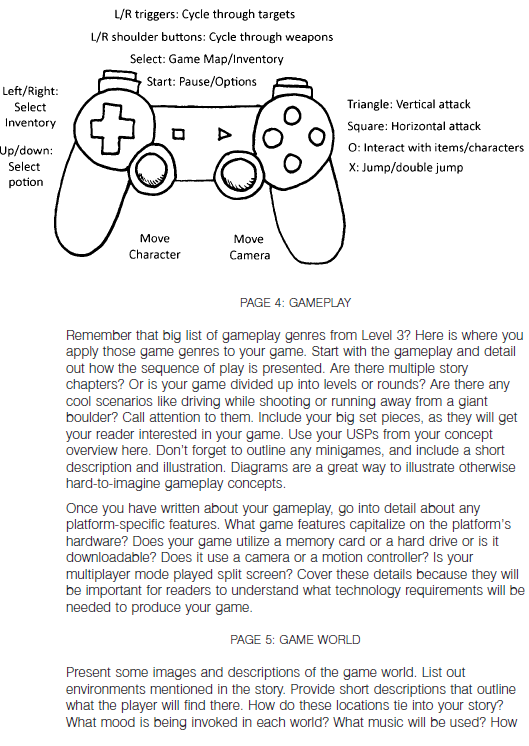 L/R triggers: Cycle through targets
L/R shoulder buttons: Cycle through weapons
Select: Game Map/Inventory
Start: Pause/Options
Left/Right:
Select
Inventory
Up/down:
Select
potion
Triangle: Vertical attack
Square: Horizontal attack
O: Interact with items/characters
X: Jump/double jump
Move
Character
Move
Camera
PAGE 4: GAMEPLAY
Remember that big list of gameplay genres from Level 3? Here is where you
apply those game genres to your game. Start with the gameplay and detail
out how the sequence of play is presented. Are there multiple story
chapters? Or is your game divided up into levels or rounds? Are there any
cool scenarios like driving while shooting or running away from a giant
boulder? Call attention to them. Include your big set pieces, as they will get
your reader interested in your game. Use your USPs from your concept
overview here. Don't forget to outline any minigames, and include a short
description and illustration. Diagrams are a great way to illustrate otherwise
hard-to-imagine gameplay concepts.
Once you have written about your gameplay, go into detail about any
platform-specific features. What game features capitalize on the platform's
hardware? Does your game utilize a memory card or a hard drive or is it
downloadable? Does it use a camera or a motion controller? Is your
multiplayer mode played split screen? Cover these details because they will
be important for readers to understand what technology requirements will be
needed to produce your game.
PAGE 5: GAME WORLD
Present some images and descriptions of the game world. List out
environments mentioned in the story. Provide short descriptions that outline
what the player will find there. How do these locations tie into your story?
What mood is being invoked in each world? What music will be used? How